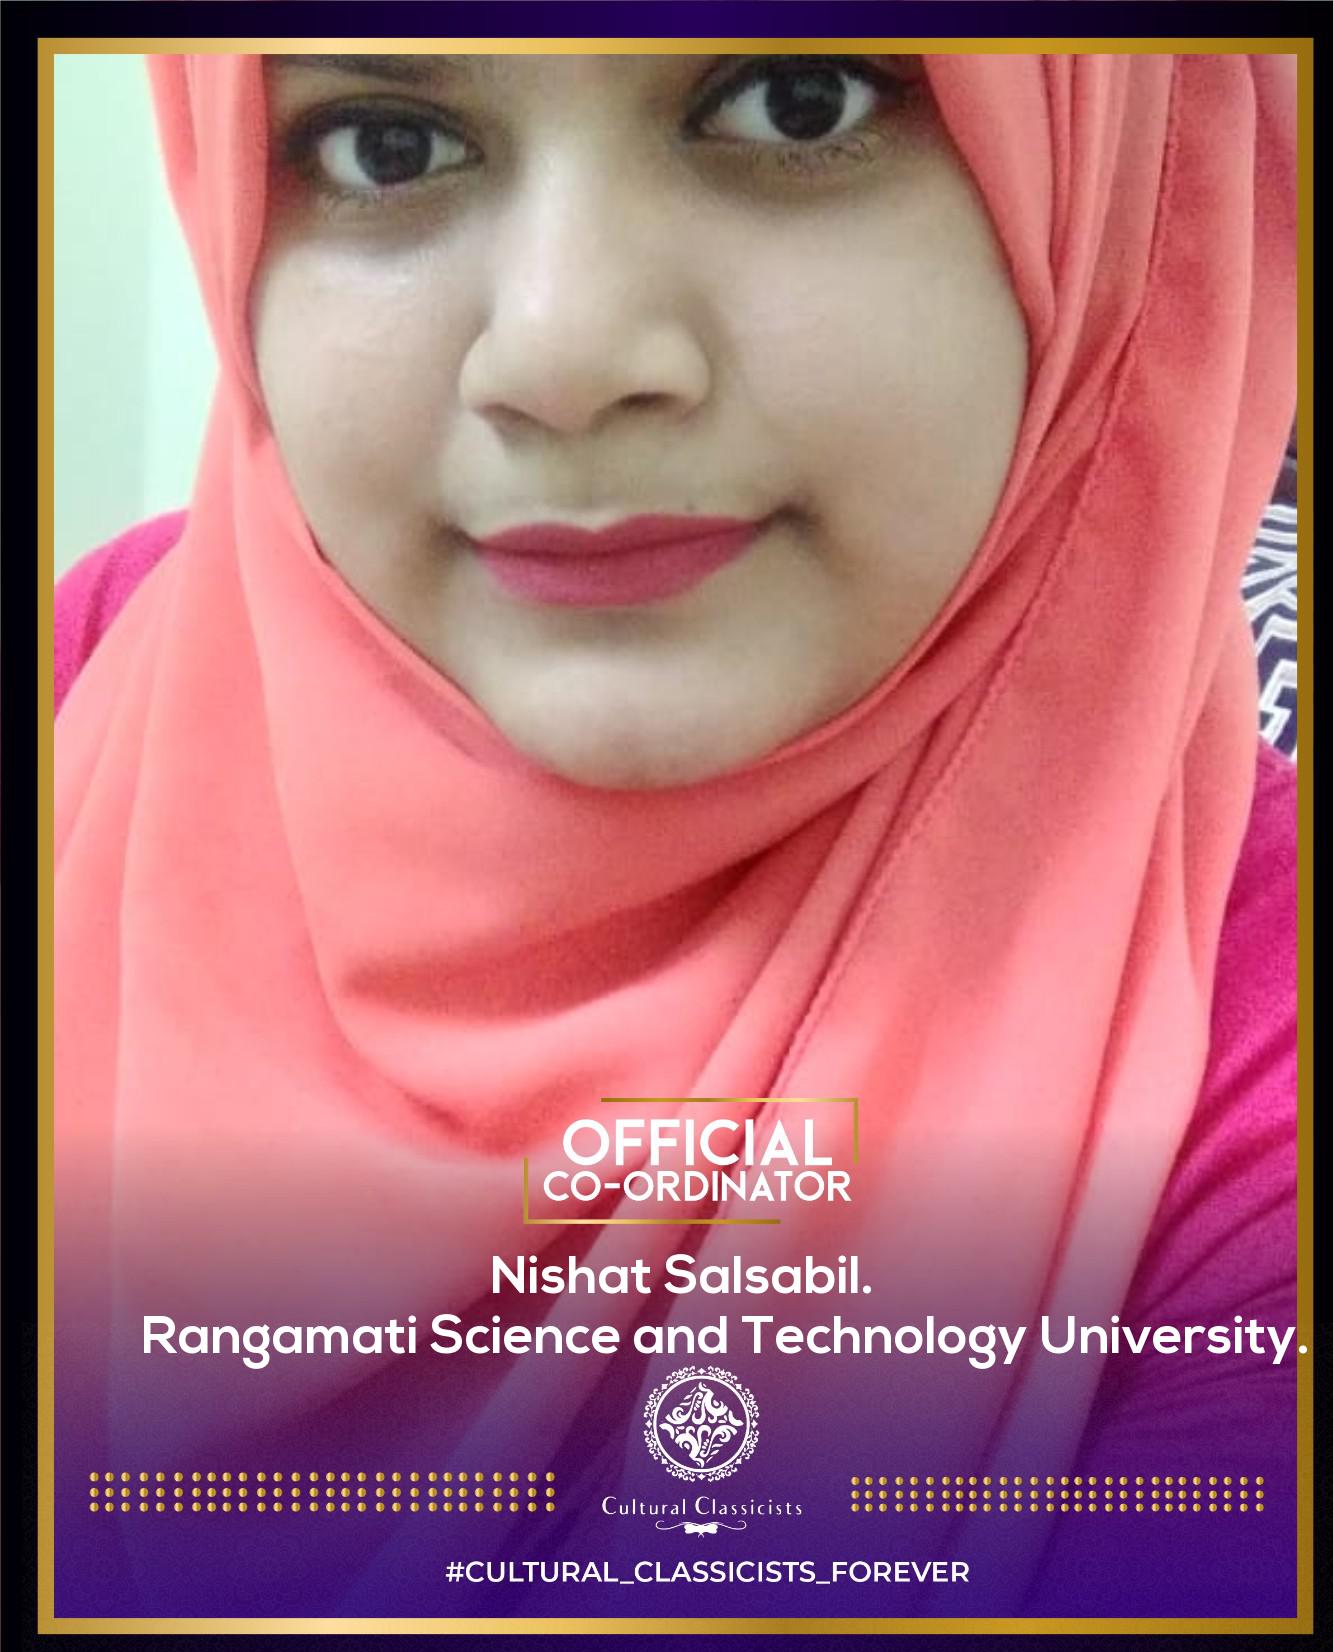 OFFICIAL
CO-ORDINATOR
Nishat Salsabil.
Rangamati Science and Technology University.
Cultural Classicists
#CULTURAL_CLASSICISTS_FOREVER